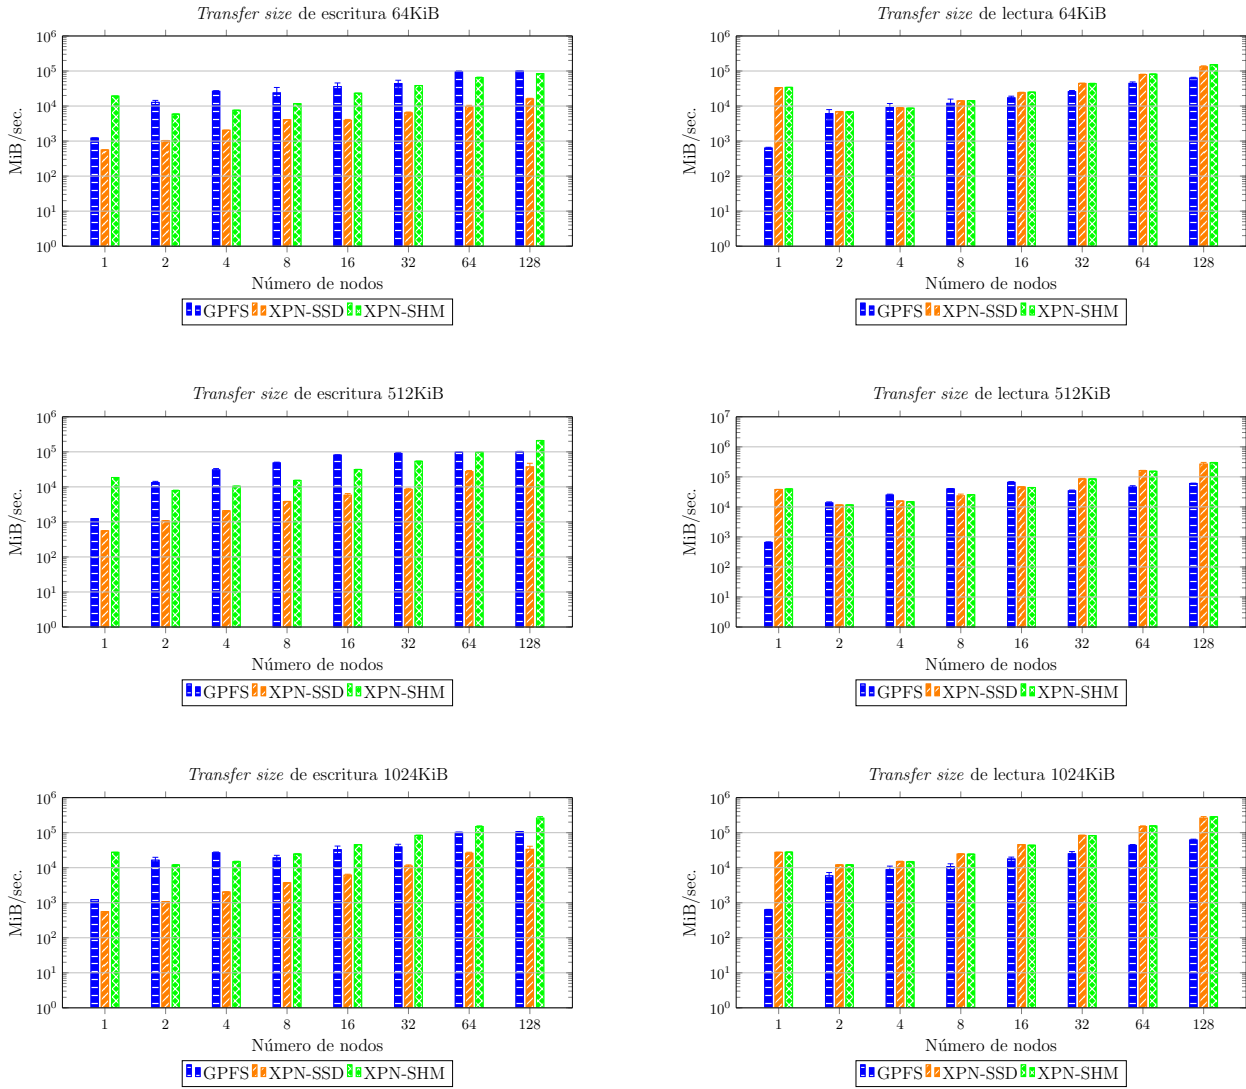 Transfer size de escritura 64KiB
10^6
10^5
10^4
10^3
10^2
10^1
10^0
MiB/sec.
1 2 4 8 16 32 64 128
Número de nodos
GPFS XPN-SSD XPN-SHM
Transfer size de lectura 64KiB
10^6
10^5
10^4
10^3
10^2
10^1
10^0
MiB/sec.
1 2 4 8 16 32 64 128
Número de nodos
GPFS XPN-SSD XPN-SHM
Transfer size de escritura 512KiB
10^6
10^5
10^4
10^3
10^2
10^1
10^0
MiB/sec.
1 2 4 8 16 32 64 128
Número de nodos
GPFS XPN-SSD XPN-SHM
Transfer size de lectura 512KiB
10^7
10^6
10^5
10^4
10^3
10^2
10^1
10^0
MiB/sec.
1 2 4 8 16 32 64 128
Número de nodos
GPFS XPN-SSD XPN-SHM
Transfer size de escritura 1024KiB
10^6
10^5
10^4
10^3
10^2
10^1
10^0
MiB/sec.
1 2 4 8 16 32 64 128
Número de nodos
GPFS XPN-SSD XPN-SHM
Transfer size de lectura 1024KiB
10^6
10^5
10^4
10^3
10^2
10^1
10^0
MiB/sec.
1 2 4 8 16 32 64 128
Número de nodos
GPFS XPN-SSD XPN-SHM